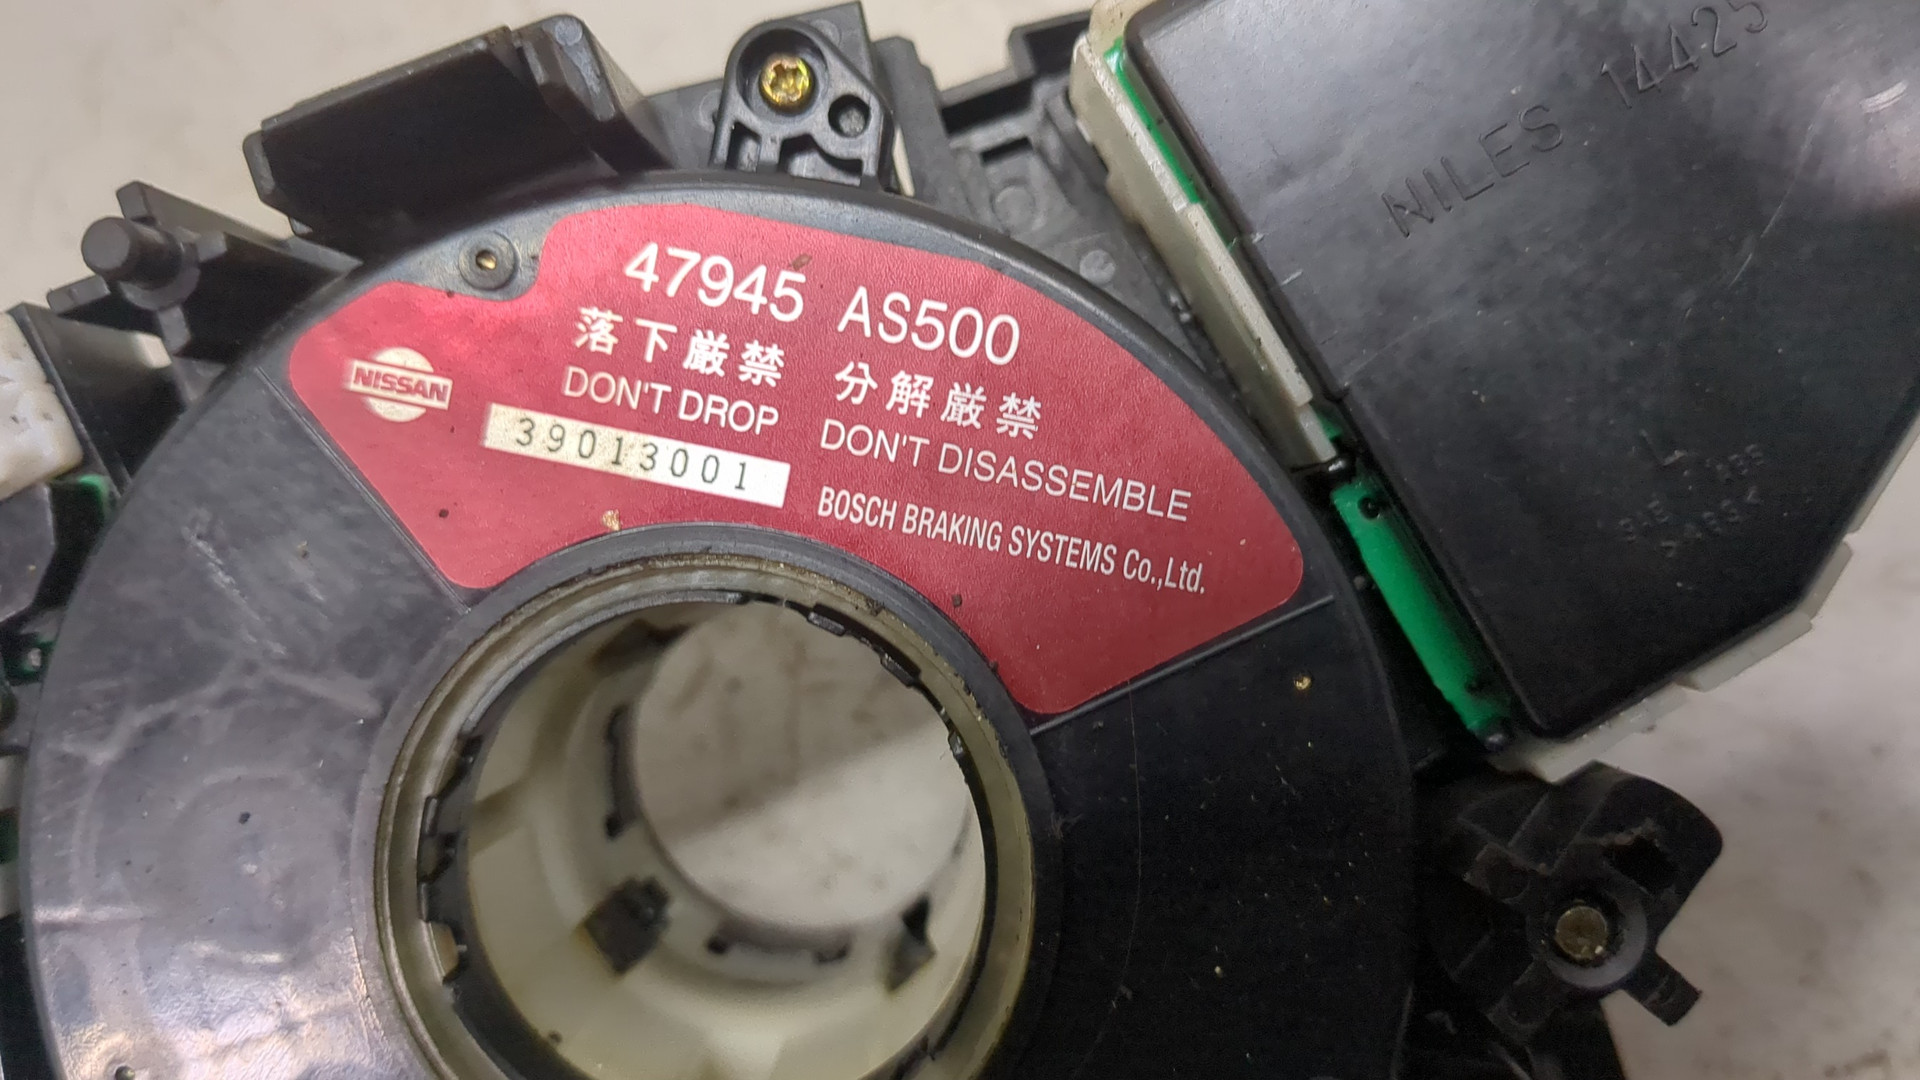 NILES 14425
47945 AS500
落下厳禁 分解厳禁
DON'T DROP DON'T DISASSEMBLE
NISSAN
39013001
BOSCH BRAKING SYSTEMS Co.,Ltd.
L